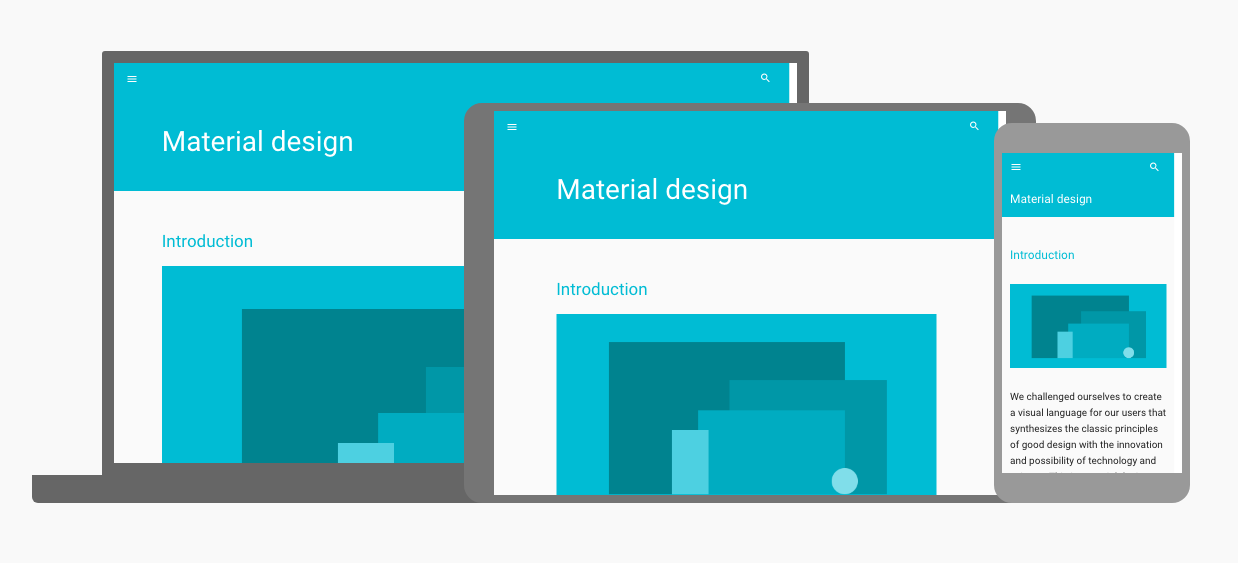 Material design
Introduction
Material design
Introduction
Material design
Introduction
We challenged ourselves to create
a visual language for our users that
synthesizes the classic principles
of good design with the innovation
and possibility of technology and